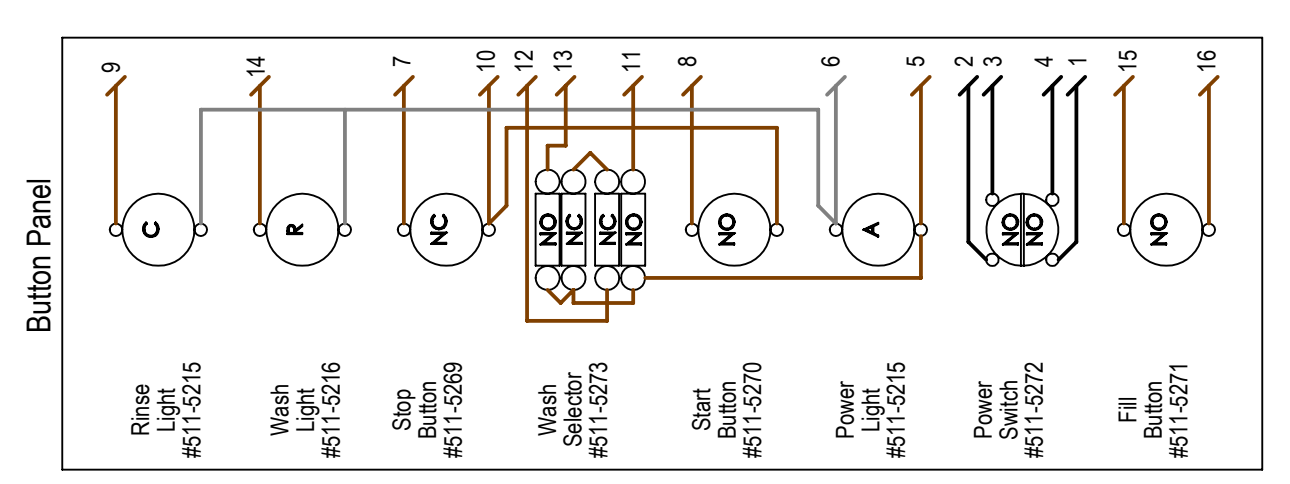 Button Panel
9
14
7
10
12
13
11
8
6
5
2
3
4
1
15
16
C
R
NC
NO
NC
NC
NO
NO
A
NO
NO
NO
Rinse
Light
#511-5215
Wash
Light
#511-5216
Stop
Button
#511-5269
Wash
Selector
#511-5273
Start
Button
#511-5270
Power
Light
#511-5215
Power
Switch
#511-5272
Fill
Button
#511-5271